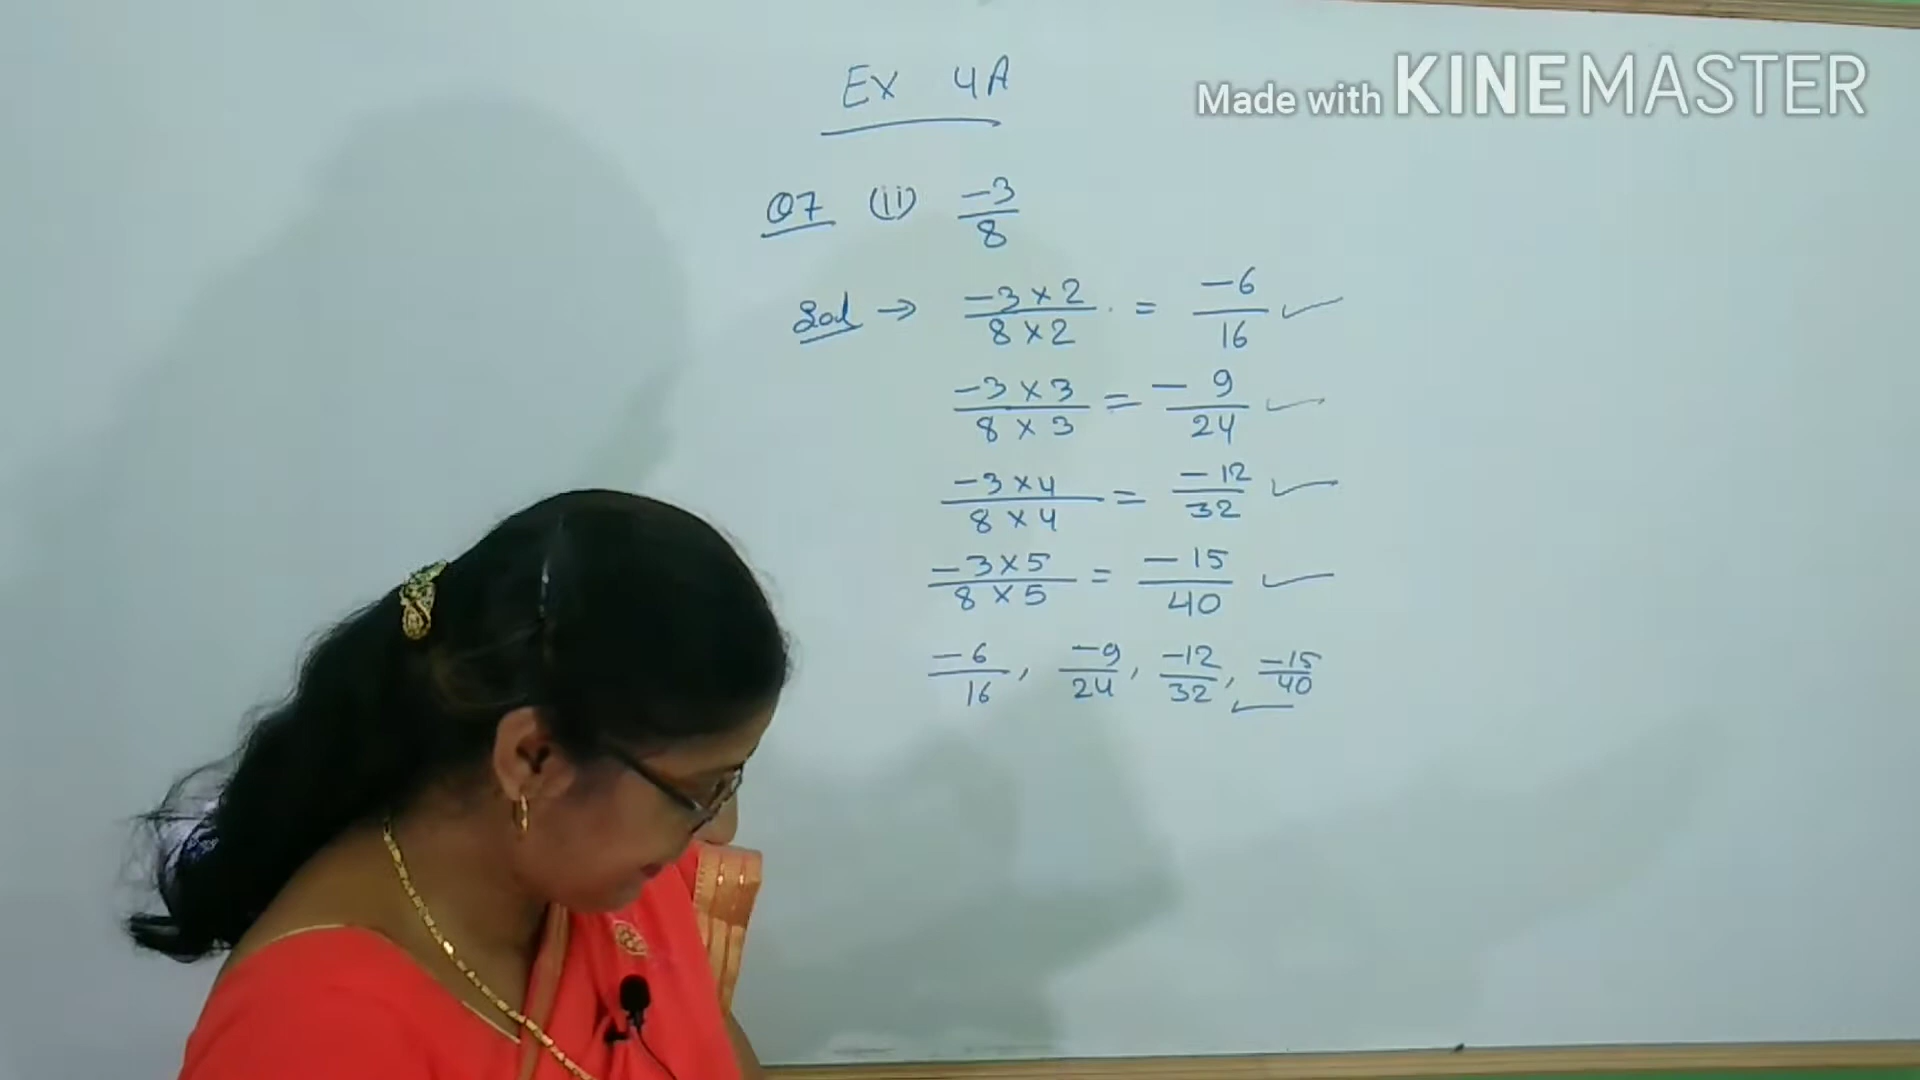 Ex 4A
Made with KINEMASTER
Q7 (ii) -3/8
Sol → -3×2/8×2 = -6/16 ✓
-3×3/8×3 = -9/24 ✓
-3×4/8×4 = -12/32 ✓
-3×5/8×5 = -15/40 ✓
-6/16, -9/24, -12/32, -15/40